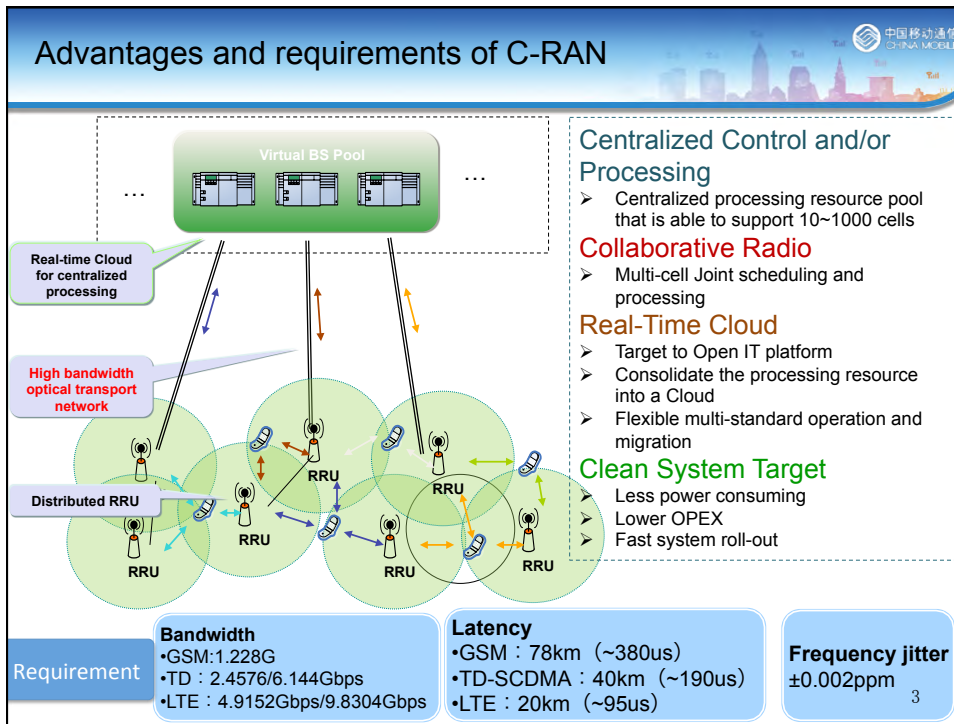 Advantages and requirements of C-RAN
中国移动通信
CHINA MOBILE
Virtual BS Pool
…
…
Real-time Cloud
for centralized
processing
High bandwidth
optical transport
network
Distributed RRU
RRU
RRU
RRU
RRU
RRU
RRU
Centralized Control and/or
Processing
➢ Centralized processing resource pool
that is able to support 10~1000 cells
Collaborative Radio
➢ Multi-cell Joint scheduling and
processing
Real-Time Cloud
➢ Target to Open IT platform
➢ Consolidate the processing resource
into a Cloud
➢ Flexible multi-standard operation and
migration
Clean System Target
➢ Less power consuming
➢ Lower OPEX
➢ Fast system roll-out
Requirement
Bandwidth
•GSM:1.228G
•TD：2.4576/6.144Gbps
•LTE：4.9152Gbps/9.8304Gbps
Latency
•GSM：78km（~380us）
•TD-SCDMA：40km（~190us）
•LTE：20km（~95us）
Frequency jitter
±0.002ppm
3